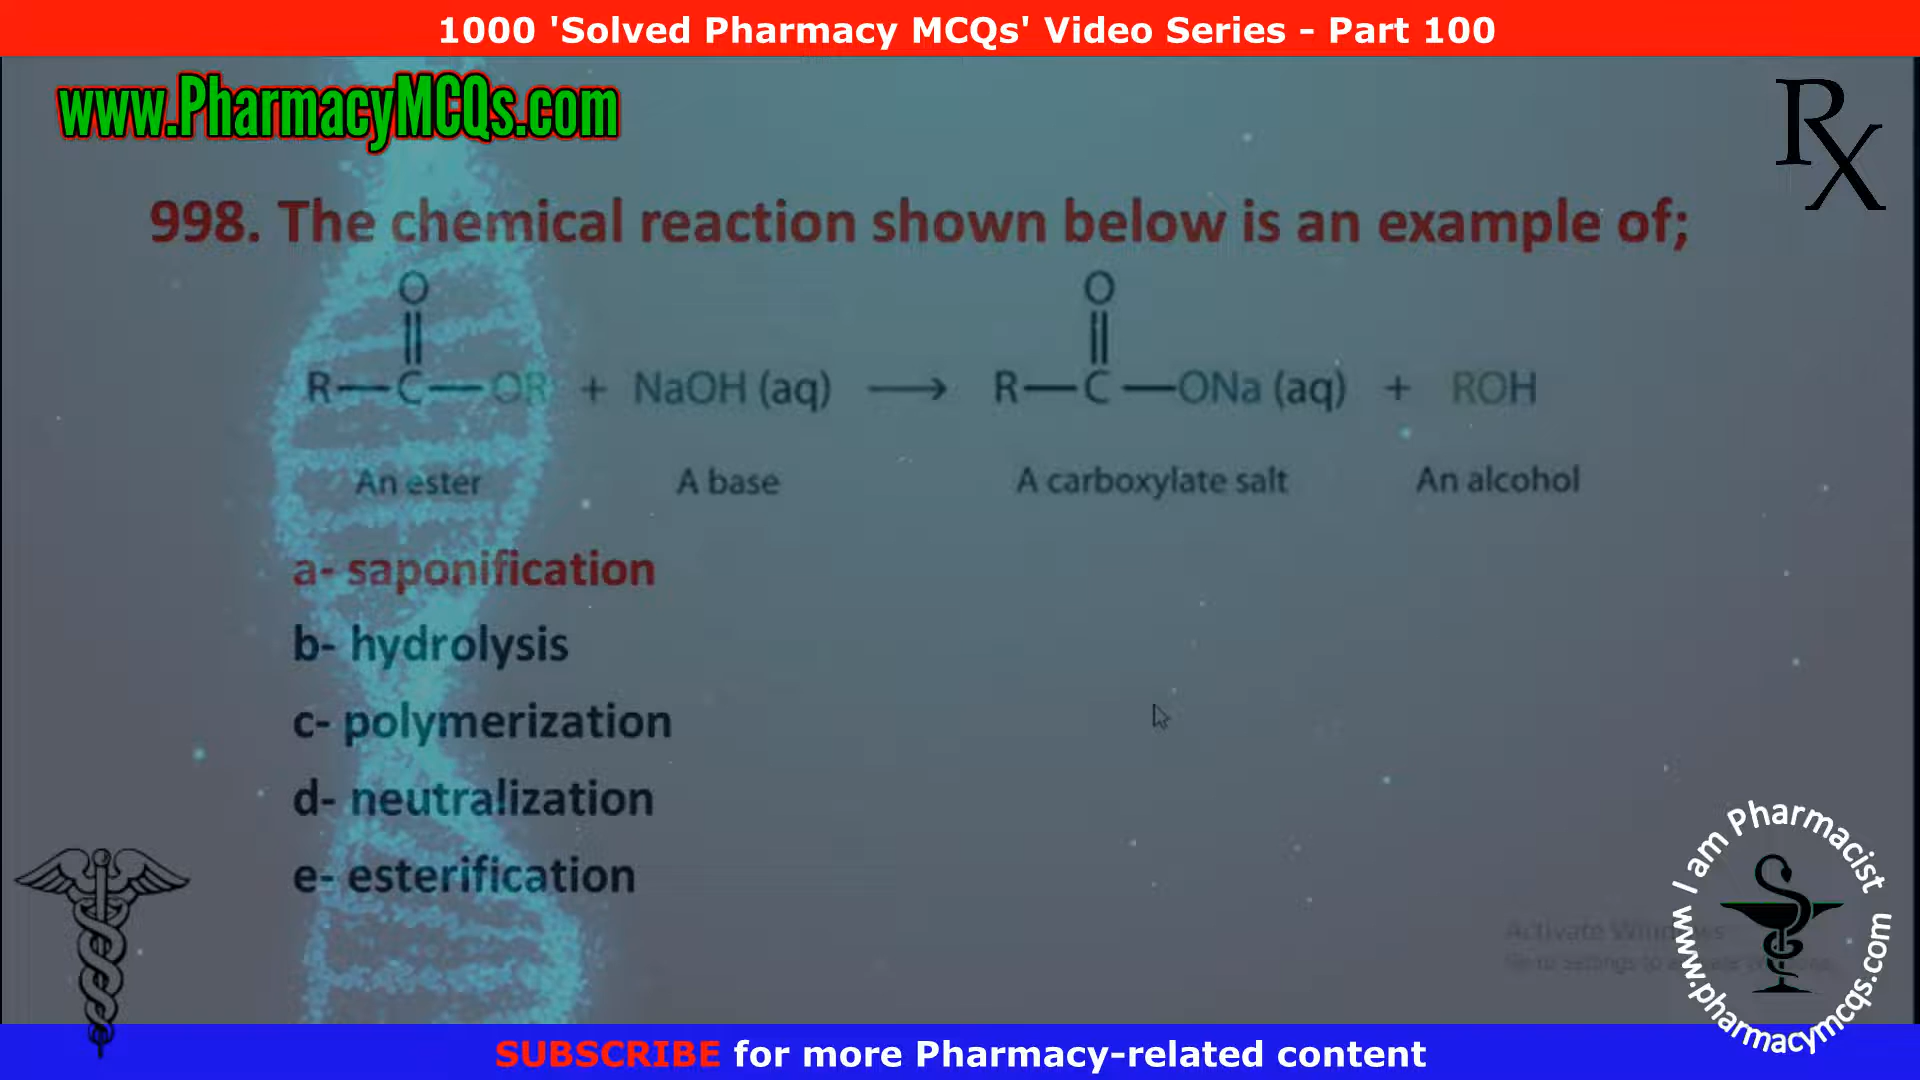 1000 'Solved Pharmacy MCQs' Video Series - Part 100
www.PharmacyMCQs.com
Rx
998. The chemical reaction shown below is an example of;
O O
R—C—OR + NaOH (aq) ⟶ R—C—ONa (aq) + ROH
An ester A base A carboxylate salt An alcohol
a- saponification
b- hydrolysis
c- polymerization
d- neutralization
e- esterification
I am Pharmacist
www.pharmacymcqs.com
Activate Windows
SUBSCRIBE for more Pharmacy-related content